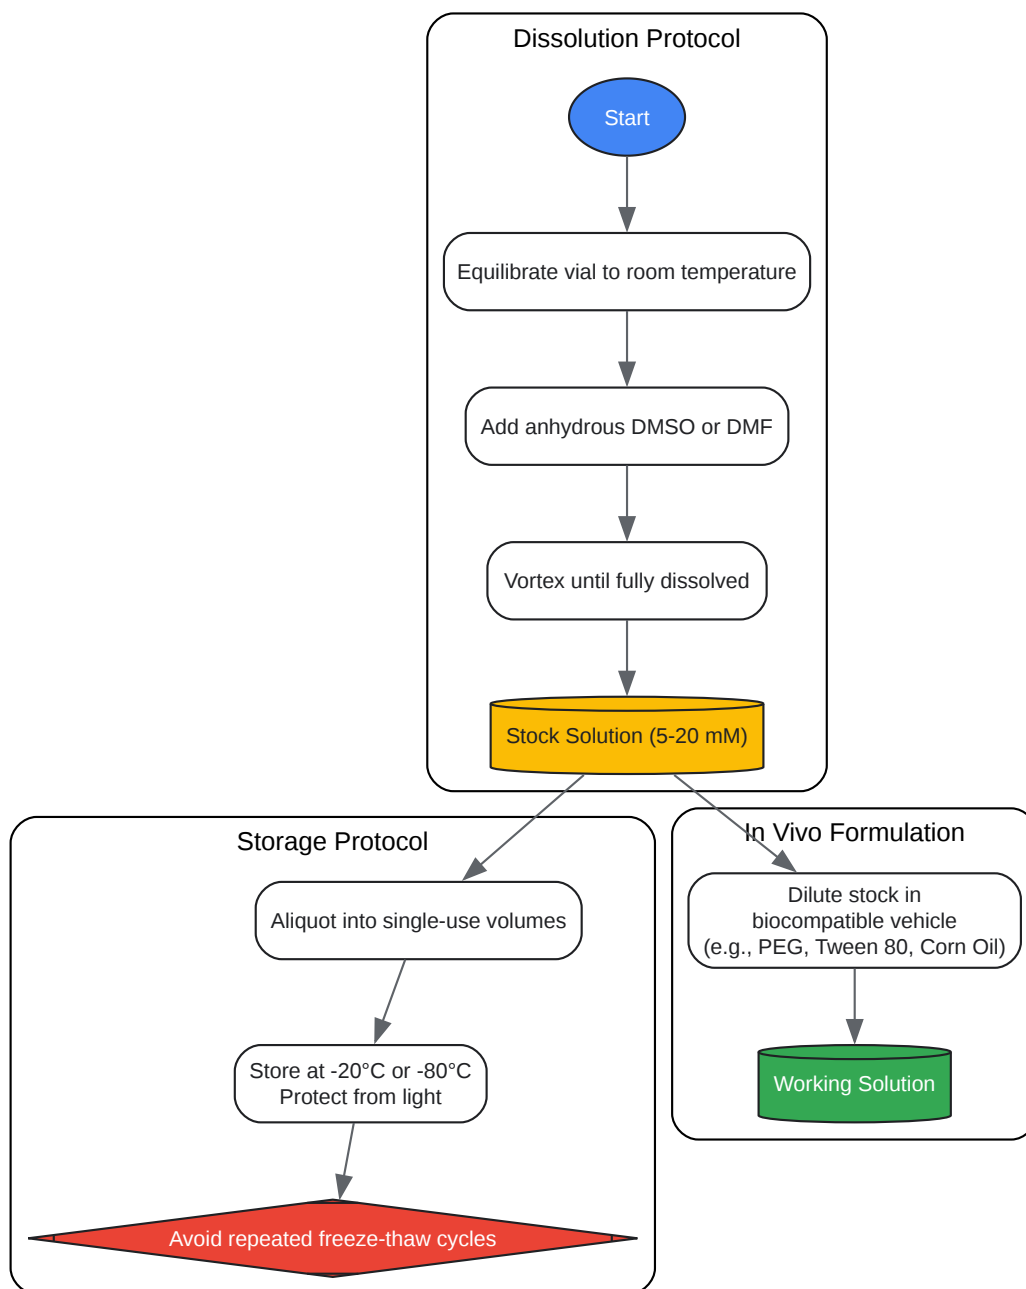 Dissolution Protocol
Start
Equilibrate vial to room temperature
Add anhydrous DMSO or DMF
Vortex until fully dissolved
Stock Solution (5-20 mM)
Storage Protocol
Aliquot into single-use volumes
Store at -20°C or -80°C
Protect from light
Avoid repeated freeze-thaw cycles
In Vivo Formulation
Dilute stock in
biocompatible vehicle
(e.g., PEG, Tween 80, Corn Oil)
Working Solution